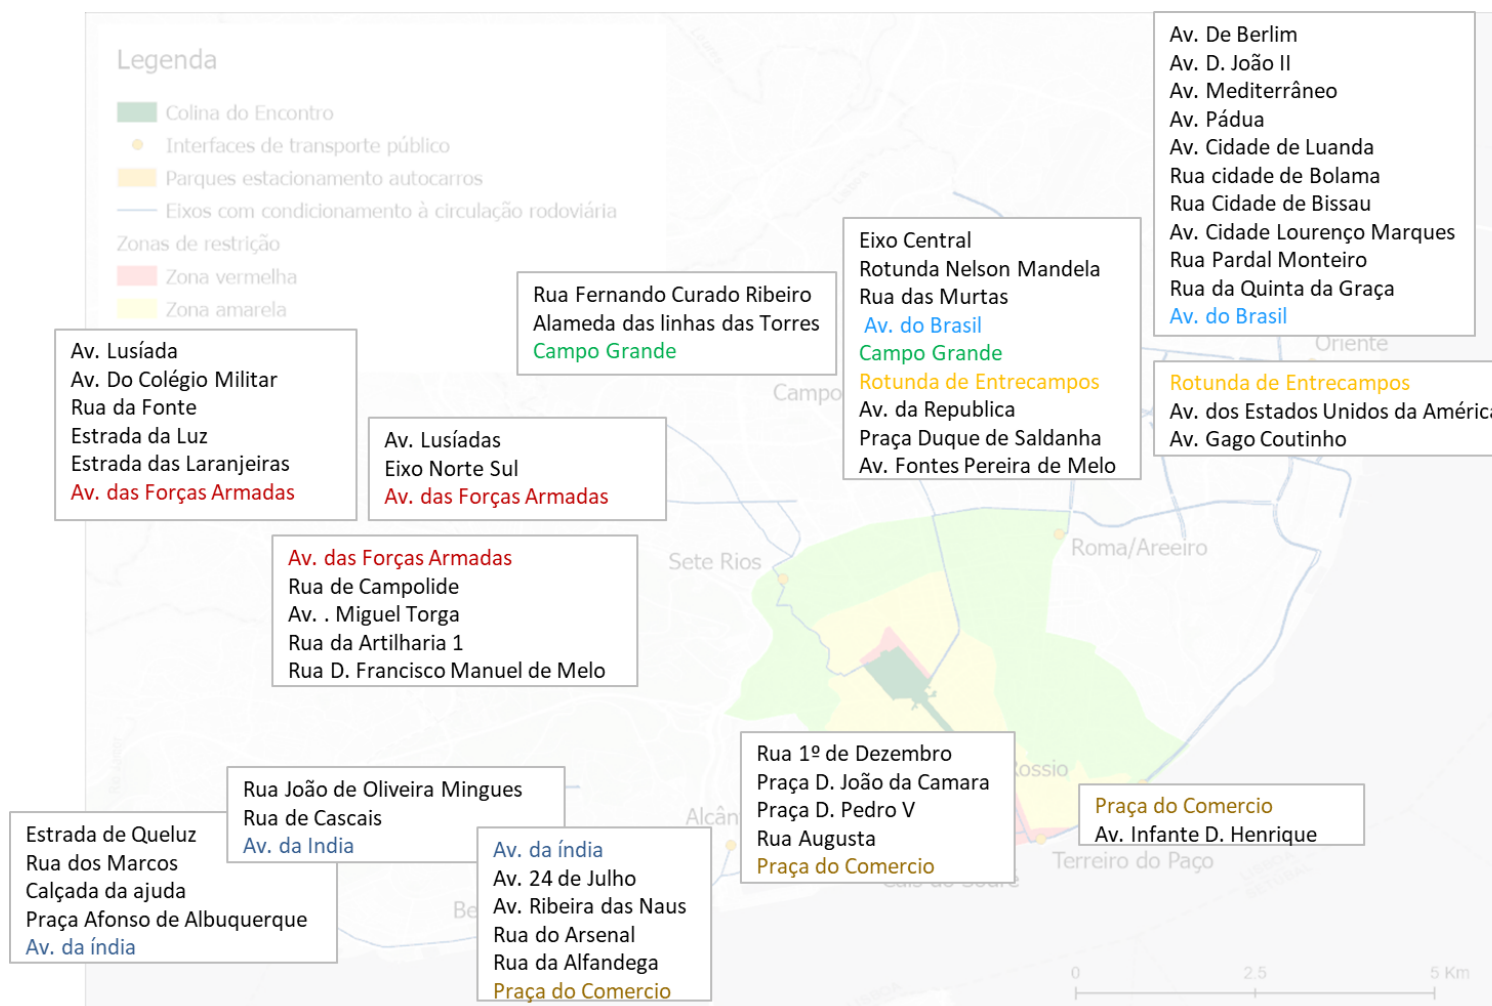 Legenda
Colina do Encontro
Interfaces de transporte público
Parques estacionamento autocarros
Eixos com condicionamento à circulação rodoviária
Zonas de restrição
Zona vermelha
Zona amarela
Av. De Berlim
Av. D. João II
Av. Mediterrâneo
Av. Pádua
Av. Cidade de Luanda
Rua cidade de Bolama
Rua Cidade de Bissau
Av. Cidade Lourenço Marques
Rua Pardal Monteiro
Rua da Quinta da Graça
Av. do Brasil
Eixo Central
Rotunda Nelson Mandela
Rua das Murtas
Av. do Brasil
Campo Grande
Rotunda de Entrecampos
Av. da Republica
Praça Duque de Saldanha
Av. Fontes Pereira de Melo
Rua Fernando Curado Ribeiro
Alameda das linhas das Torres
Campo Grande
Oriente
Campo
Rotunda de Entrecampos
Av. dos Estados Unidos da América
Av. Gago Coutinho
Av. Lusíada
Av. Do Colégio Militar
Rua da Fonte
Estrada da Luz
Estrada das Laranjeiras
Av. das Forças Armadas
Av. Lusíadas
Eixo Norte Sul
Av. das Forças Armadas
Av. das Forças Armadas
Rua de Campolide
Av. . Miguel Torga
Rua da Artilharia 1
Rua D. Francisco Manuel de Melo
Sete Rios
Roma/Areeiro
Rua 1º de Dezembro
Praça D. João da Camara
Praça D. Pedro V
Rua Augusta
Praça do Comercio
Rossio
Praça do Comercio
Av. Infante D. Henrique
Terreiro do Paço
Cais do Sodré
Alcân
Rua João de Oliveira Mingues
Rua de Cascais
Av. da India
Estrada de Queluz
Rua dos Marcos
Calçada da ajuda
Praça Afonso de Albuquerque
Av. da índia
Be
Av. da índia
Av. 24 de Julho
Av. Ribeira das Naus
Rua do Arsenal
Rua da Alfandega
Praça do Comercio
0 2.5 5 Km